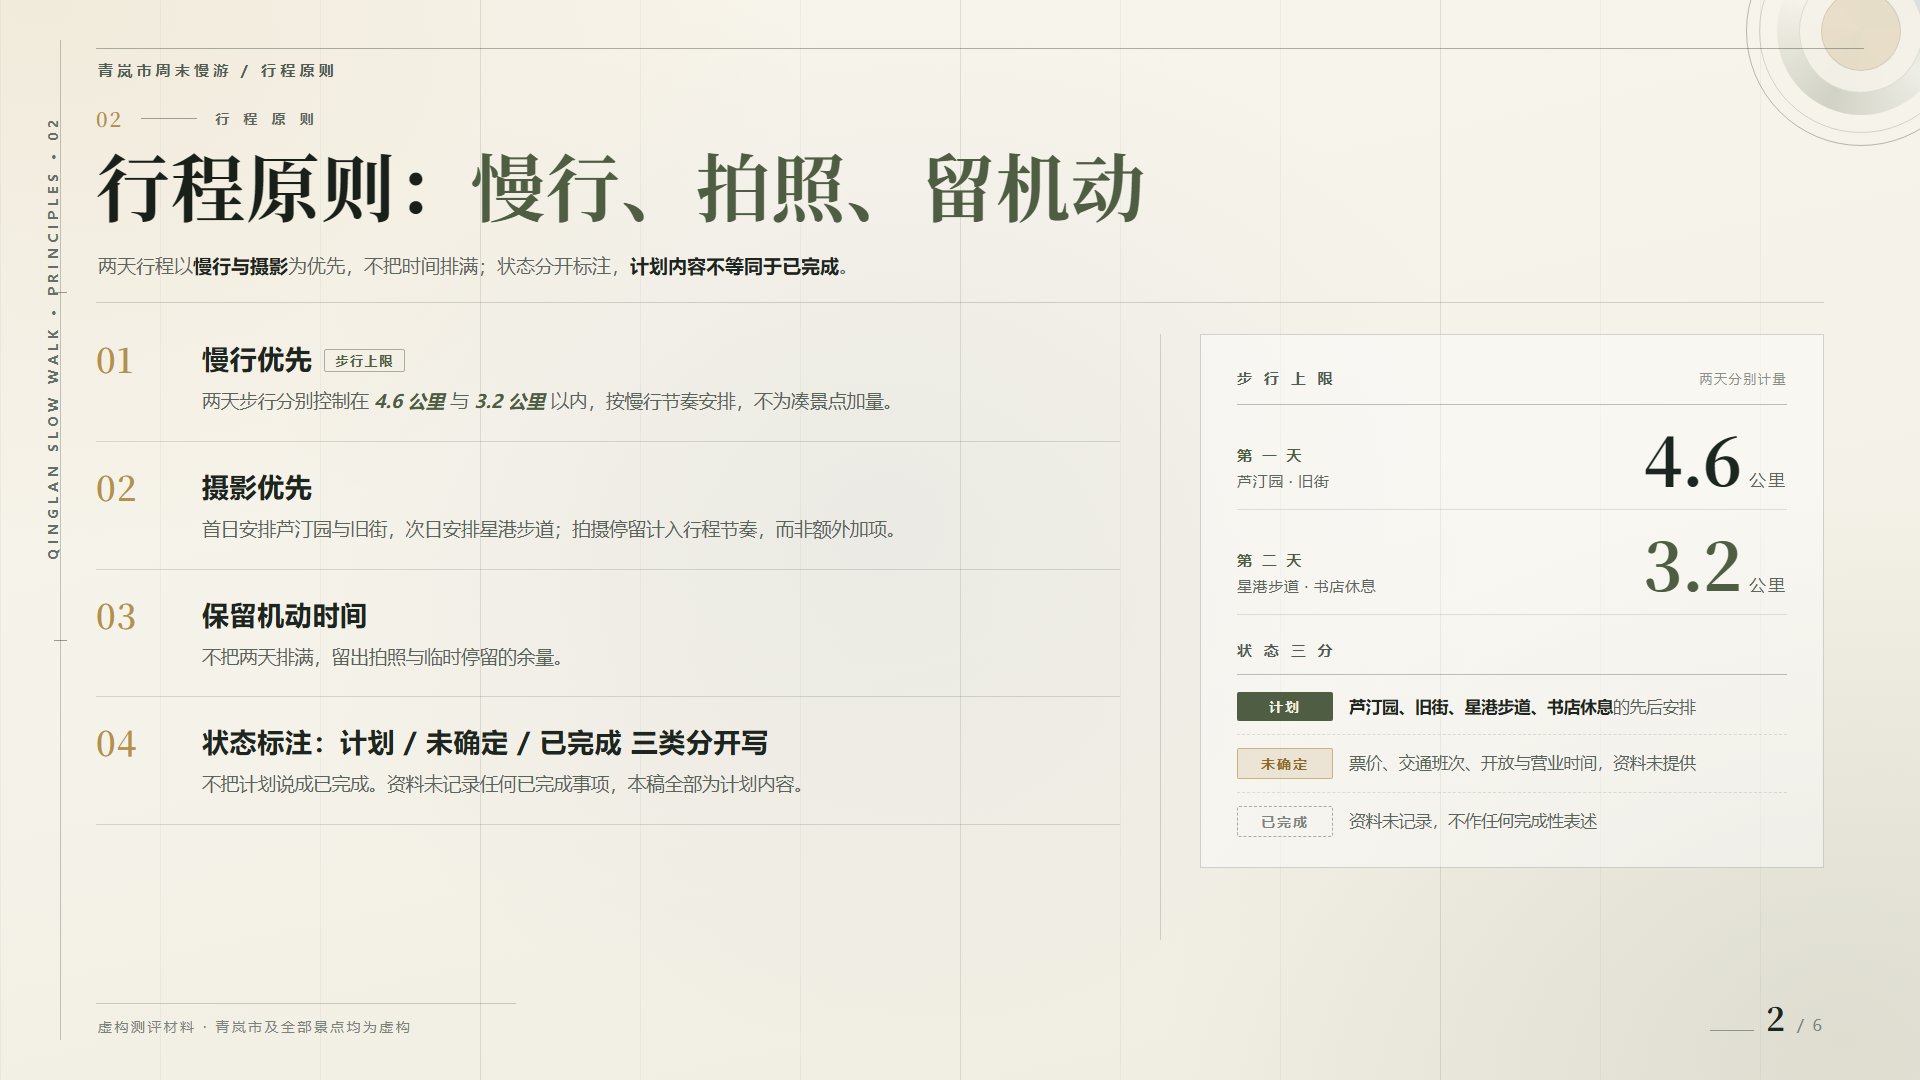 青岚市周末慢游 / 行程原则
02 行程原则
行程原则：慢行、拍照、留机动
两天行程以慢行与摄影为优先，不把时间排满；状态分开标注，计划内容不等同于已完成。
QINGLAN SLOW WALK • PRINCIPLES • 02
01
慢行优先 步行上限
两天步行分别控制在 4.6 公里 与 3.2 公里 以内，按慢行节奏安排，不为凑景点加量。
02
摄影优先
首日安排芦汀园与旧街，次日安排星港步道；拍摄停留计入行程节奏，而非额外加项。
03
保留机动时间
不把两天排满，留出拍照与临时停留的余量。
04
状态标注：计划 / 未确定 / 已完成 三类分开写
不把计划说成已完成。资料未记录任何已完成事项，本稿全部为计划内容。
步行上限 两天分别计量
第一天
芦汀园 · 旧街
4.6 公里
第二天
星港步道 · 书店休息
3.2 公里
状态三分
计划 芦汀园、旧街、星港步道、书店休息的先后安排
未确定 票价、交通班次、开放与营业时间，资料未提供
已完成 资料未记录，不作任何完成性表述
虚构测评材料 · 青岚市及全部景点均为虚构
2 / 6